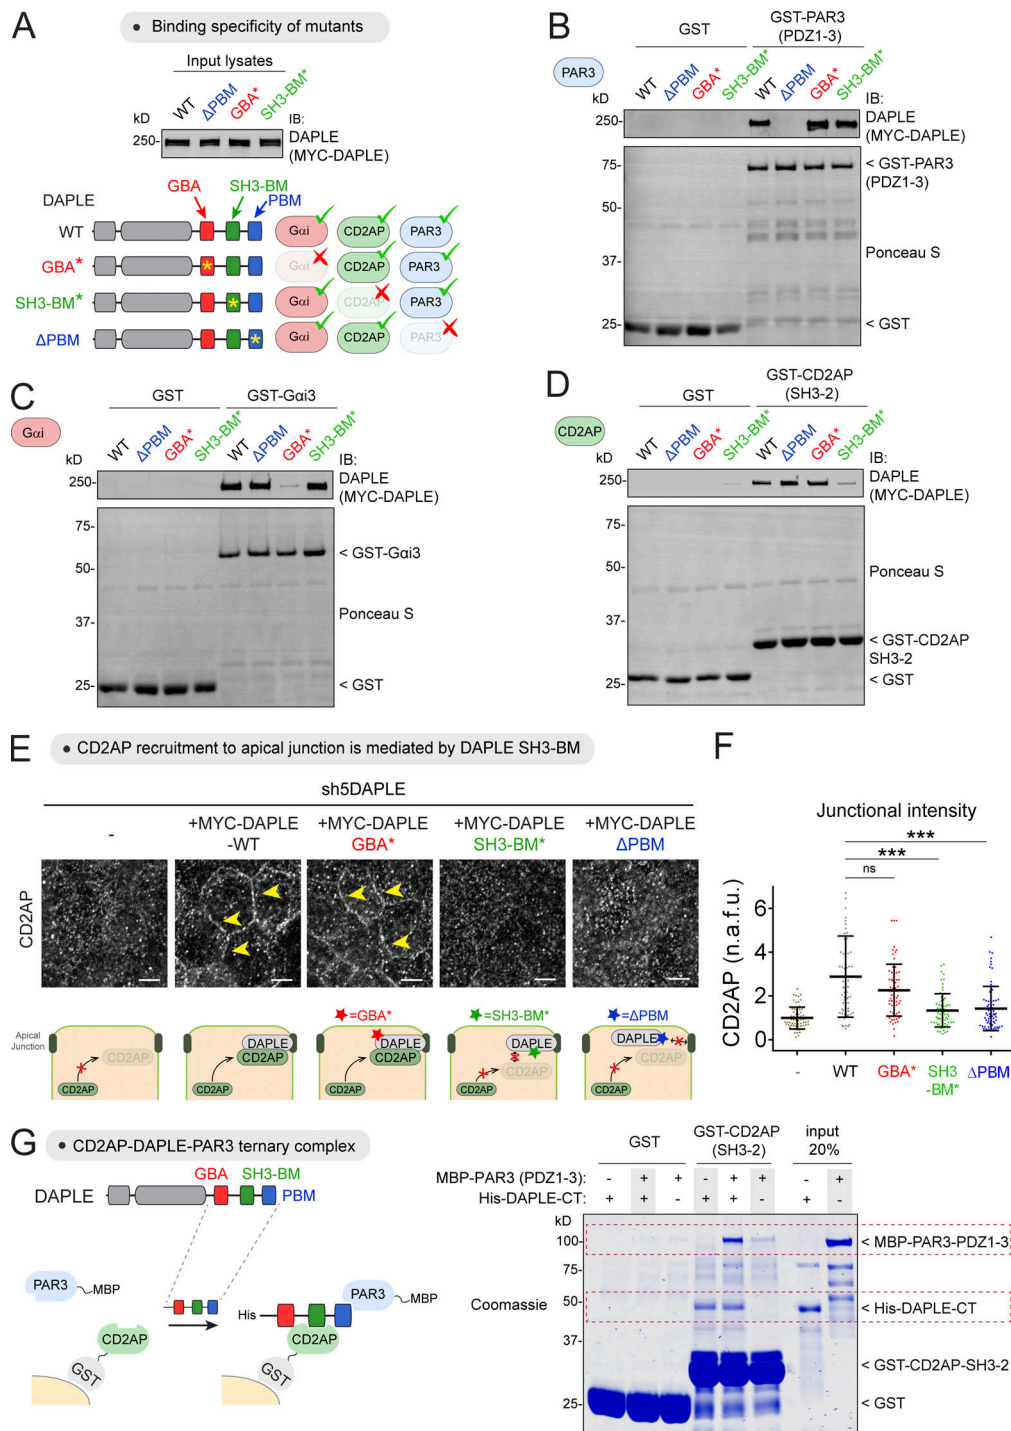 A
• Binding specificity of mutants
Input lysates
WT
ΔPBM
GBA*
SH3-BM*
kD
IB:
250-
DAPLE
(MYC-DAPLE)
GBA
SH3-BM
PBM
DAPLE
WT
Gαi
CD2AP
PAR3
GBA*
Gαi
CD2AP
PAR3
SH3-BM*
Gαi
CD2AP
PAR3
ΔPBM
Gαi
CD2AP
PAR3
B
PAR3
GST
GST-PAR3
(PDZ1-3)
WT
ΔPBM
GBA*
SH3-BM*
WT
ΔPBM
GBA*
SH3-BM*
kD
IB:
250-
DAPLE
(MYC-DAPLE)
75-
< GST-PAR3
(PDZ1-3)
50-
37-
Ponceau S
25-
< GST
C
Gαi
GST
GST-Gαi3
WT
ΔPBM
GBA*
SH3-BM*
WT
ΔPBM
GBA*
SH3-BM*
kD
IB:
250-
DAPLE
(MYC-DAPLE)
75-
< GST-Gαi3
50-
37-
Ponceau S
25-
< GST
D
CD2AP
GST
GST-CD2AP
(SH3-2)
WT
ΔPBM
GBA*
SH3-BM*
WT
ΔPBM
GBA*
SH3-BM*
kD
IB:
250-
DAPLE
(MYC-DAPLE)
75-
50-
Ponceau S
37-
< GST-CD2AP
SH3-2
25-
< GST
E
• CD2AP recruitment to apical junction is mediated by DAPLE SH3-BM
sh5DAPLE
-
+MYC-DAPLE
-WT
+MYC-DAPLE
GBA*
+MYC-DAPLE
SH3-BM*
+MYC-DAPLE
ΔPBM
CD2AP
=GBA*
=SH3-BM*
=ΔPBM
Apical
Junction
CD2AP
CD2AP
DAPLE
CD2AP
CD2AP
DAPLE
CD2AP
CD2AP
DAPLE
CD2AP
CD2AP
DAPLE
CD2AP
CD2AP
F
Junctional intensity
***
***
ns
CD2AP (n.a.f.u.)
6
4
2
0
-
WT
GBA*
SH3
-BM*
ΔPBM
G
• CD2AP-DAPLE-PAR3 ternary complex
GBA
SH3-BM
DAPLE
PBM
PAR3
MBP
CD2AP
GST
His
PAR3
MBP
CD2AP
GST
GST
GST-CD2AP
(SH3-2)
input
20%
MBP-PAR3 (PDZ1-3): - + + - + + - +
His-DAPLE-CT: + + - + + - + -
kD
100-
< MBP-PAR3-PDZ1-3
75-
Coomassie
50-
< His-DAPLE-CT
37-
< GST-CD2AP-SH3-2
25-
< GST